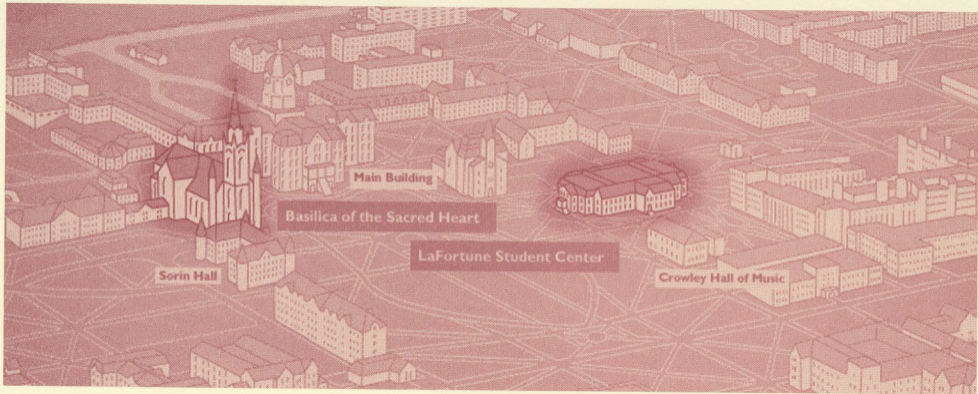 Main Building
Basilica of the Sacred Heart
LaFortune Student Center
Sorin Hall
Crowley Hall of Music